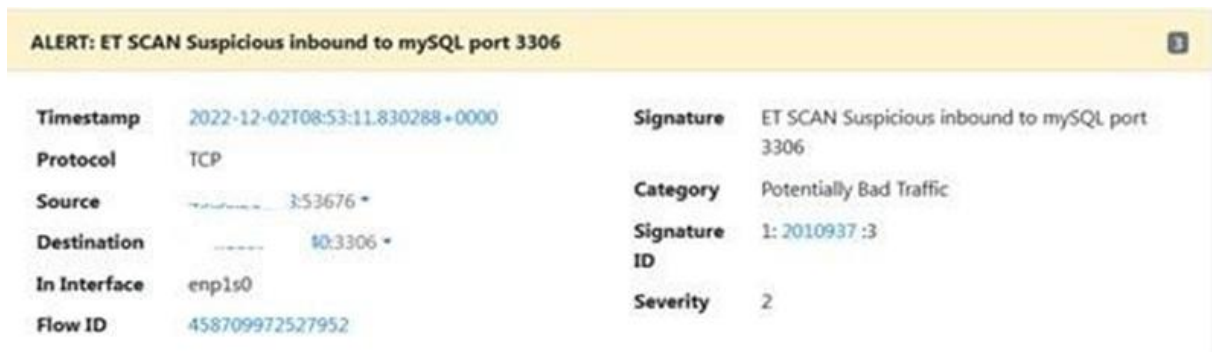 ALERT: ET SCAN Suspicious inbound to mySQL port 3306
3
Timestamp 2022-12-02T08:53:11.830288+0000
Protocol TCP
Source 3:53676
Destination 40:3306
In Interface enp1s0
Flow ID 458709972527952
Signature ET SCAN Suspicious inbound to mySQL port
3306
Category Potentially Bad Traffic
Signature 1: 2010937 :3
ID
Severity 2